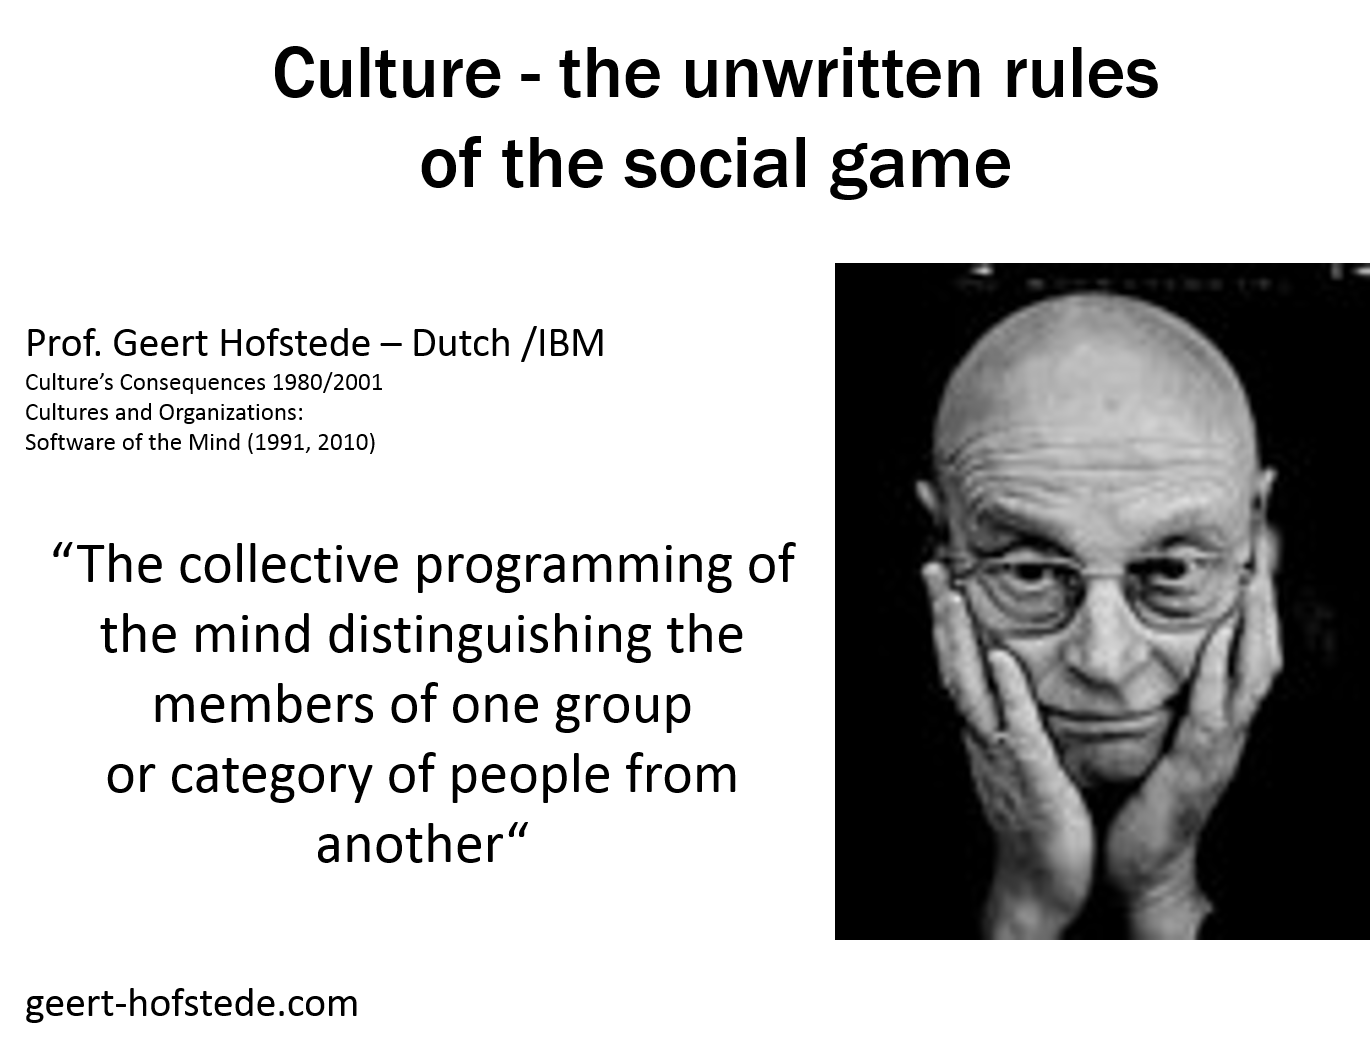 Culture - the unwritten rules
of the social game
Prof. Geert Hofstede – Dutch /IBM
Culture’s Consequences 1980/2001
Cultures and Organizations:
Software of the Mind (1991, 2010)
“The collective programming of
the mind distinguishing the
members of one group
or category of people from
another“
geert-hofstede.com